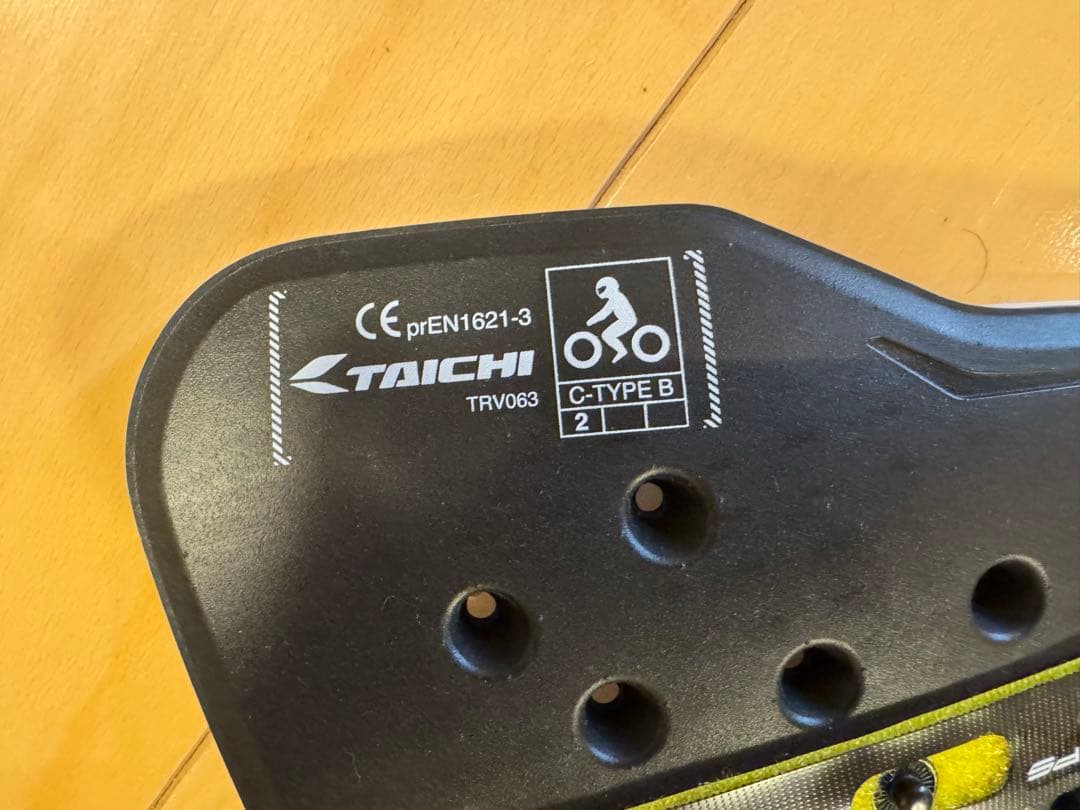 CE prEN1621-3
TAICHI
TRV063
C-TYPE B
2